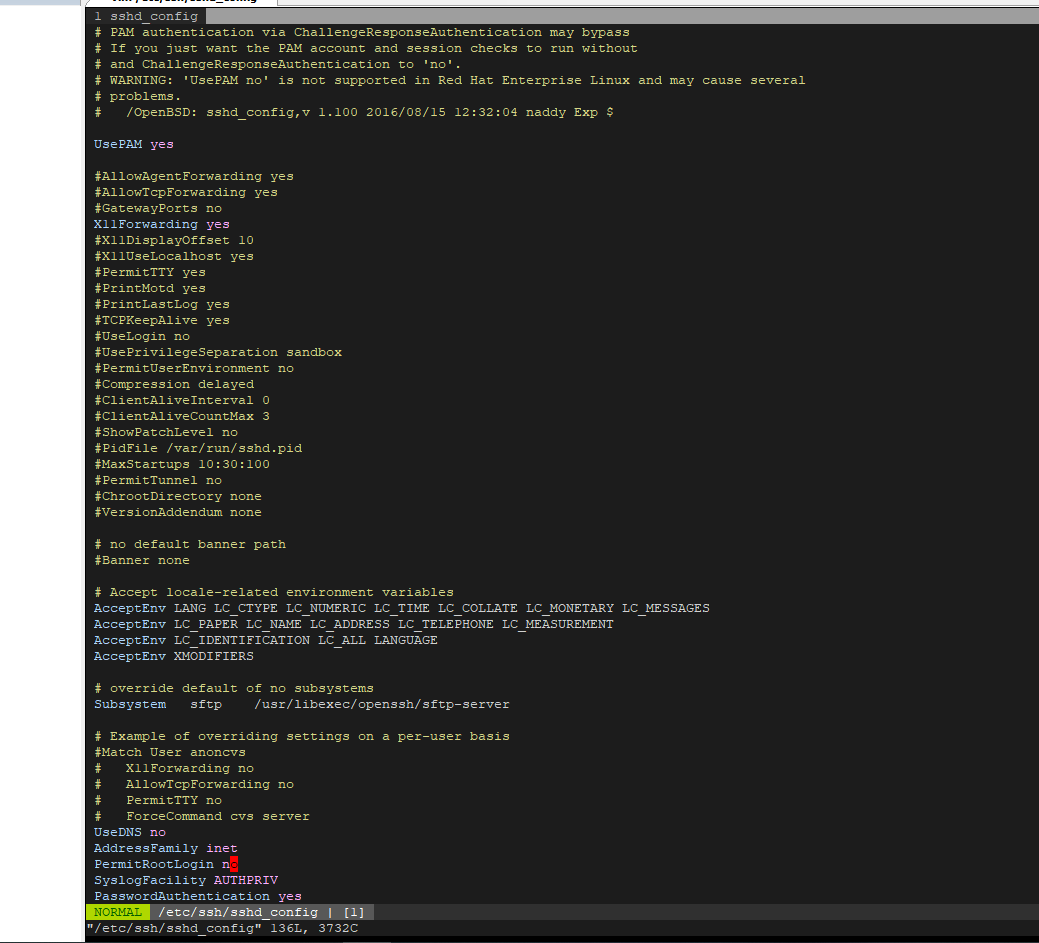 1 sshd_config
# PAM authentication via ChallengeResponseAuthentication may bypass
# If you just want the PAM account and session checks to run without
# and ChallengeResponseAuthentication to 'no'.
# WARNING: 'UsePAM no' is not supported in Red Hat Enterprise Linux and may cause several
# problems.
#   /OpenBSD: sshd_config,v 1.100 2016/08/15 12:32:04 naddy Exp $
UsePAM yes
#AllowAgentForwarding yes
#AllowTcpForwarding yes
#GatewayPorts no
X11Forwarding yes
#X11DisplayOffset 10
#X11UseLocalhost yes
#PermitTTY yes
#PrintMotd yes
#PrintLastLog yes
#TCPKeepAlive yes
#UseLogin no
#UsePrivilegeSeparation sandbox
#PermitUserEnvironment no
#Compression delayed
#ClientAliveInterval 0
#ClientAliveCountMax 3
#ShowPatchLevel no
#PidFile /var/run/sshd.pid
#MaxStartups 10:30:100
#PermitTunnel no
#ChrootDirectory none
#VersionAddendum none
# no default banner path
#Banner none
# Accept locale-related environment variables
AcceptEnv LANG LC_CTYPE LC_NUMERIC LC_TIME LC_COLLATE LC_MONETARY LC_MESSAGES
AcceptEnv LC_PAPER LC_NAME LC_ADDRESS LC_TELEPHONE LC_MEASUREMENT
AcceptEnv LC_IDENTIFICATION LC_ALL LANGUAGE
AcceptEnv XMODIFIERS
# override default of no subsystems
Subsystem   sftp    /usr/libexec/openssh/sftp-server
# Example of overriding settings on a per-user basis
#Match User anoncvs
#   X11Forwarding no
#   AllowTcpForwarding no
#   PermitTTY no
#   ForceCommand cvs server
UseDNS no
AddressFamily inet
PermitRootLogin no
SyslogFacility AUTHPRIV
PasswordAuthentication yes
NORMAL /etc/ssh/sshd_config | [1]
"/etc/ssh/sshd_config" 136L, 3732C